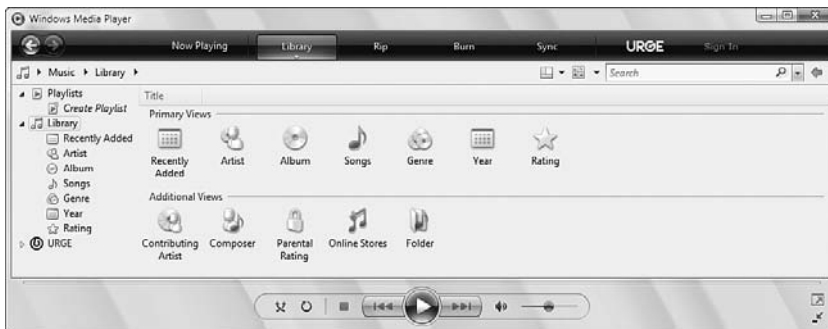 Windows Media Player
Now Playing Library Rip Burn Sync URGE Sign In
Music Library Search
Playlists
Create Playlist
Library
Recently Added
Artist
Album
Songs
Genre
Year
Rating
URGE
Title
Primary Views
Recently Added Artist Album Songs Genre Year Rating
Additional Views
Contributing Artist Composer Parental Rating Online Stores Folder